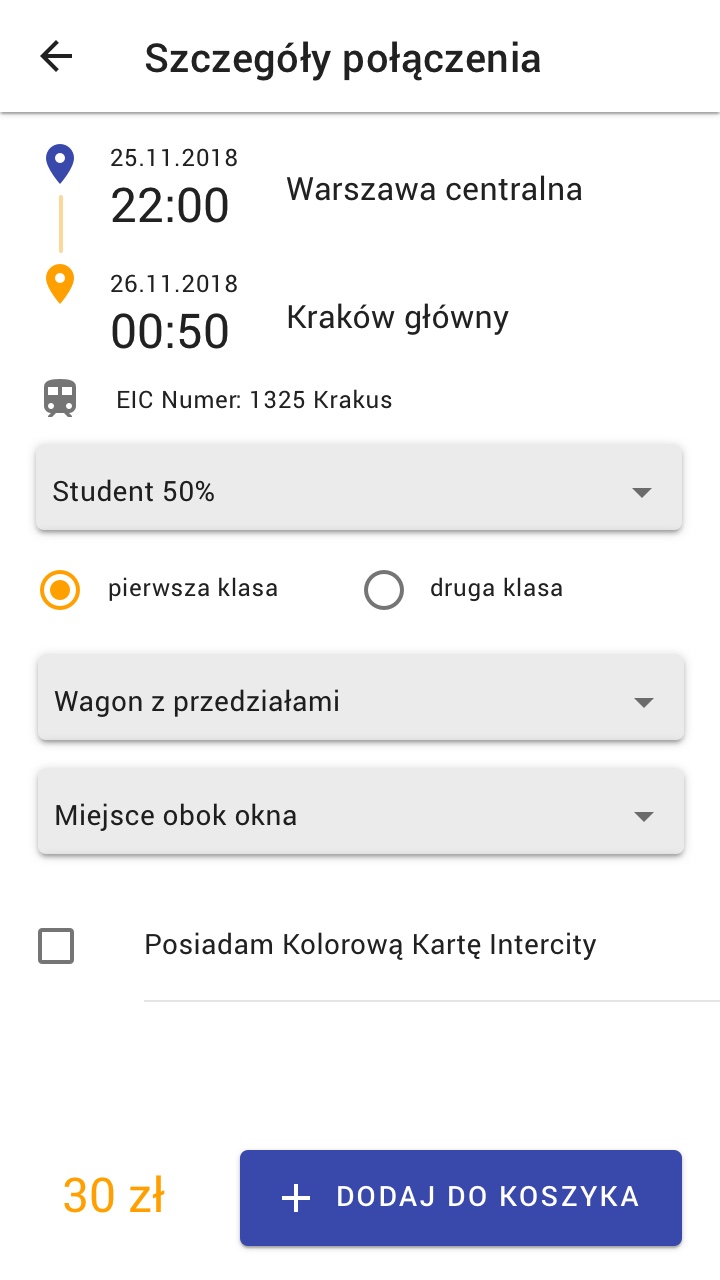 Szczegóły połączenia
25.11.2018
22:00
Warszawa centralna
26.11.2018
00:50
Kraków główny
EIC Numer: 1325 Krakus
Student 50%
pierwsza klasa
druga klasa
Wagon z przedziałami
Miejsce obok okna
Posiadam Kolorową Kartę Intercity
30 zł
DODAJ DO KOSZYKA